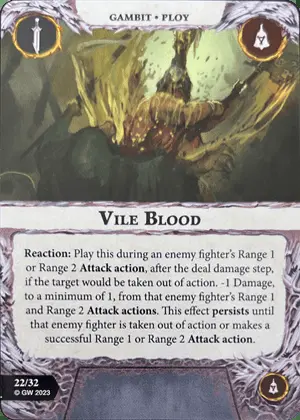 GAMBIT • PLOY
VILE BLOOD
Reaction: Play this during an enemy fighter's Range 1
or Range 2 Attack action, after the deal damage step,
if the target would be taken out of action. -1 Damage,
to a minimum of 1, from that enemy fighter's Range 1
and Range 2 Attack actions. This effect persists until
that enemy fighter is taken out of action or makes a
successful Range 1 or Range 2 Attack action.
22/32
© GW 2023